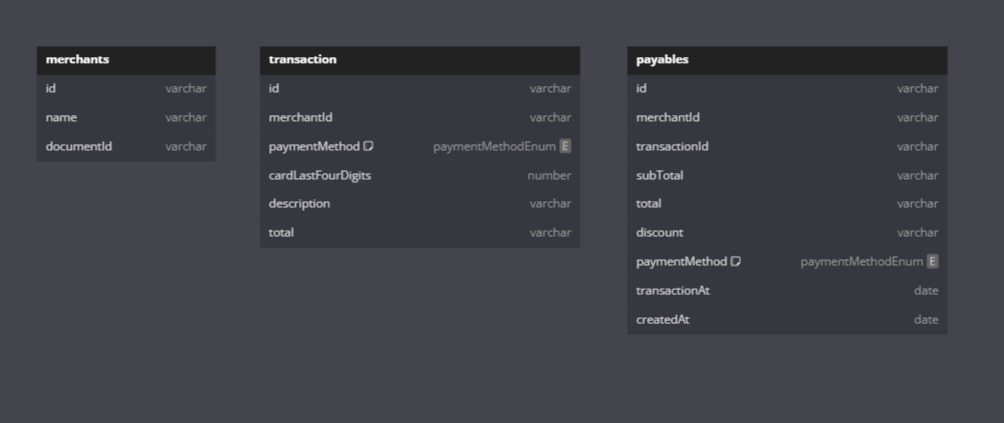 merchants
id varchar
name varchar
documentId varchar
transaction
id varchar
merchantId varchar
paymentMethod paymentMethodEnum E
cardLastFourDigits number
description varchar
total varchar
payables
id varchar
merchantId varchar
transactionId varchar
subTotal varchar
total varchar
discount varchar
paymentMethod paymentMethodEnum E
transactionAt date
createdAt date